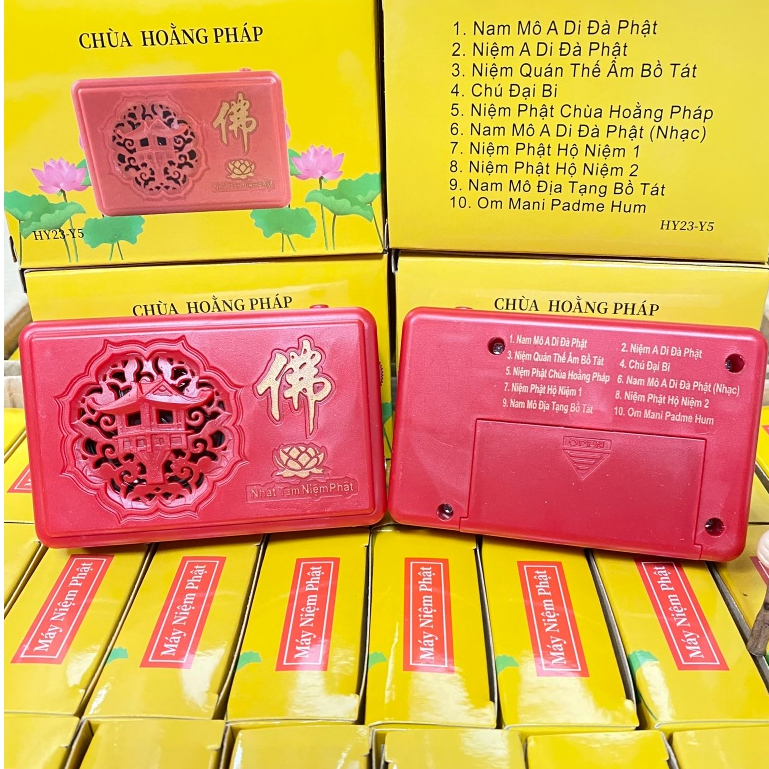 CHÙA HOẰNG PHÁP
佛
HY23-Y5
1. Nam Mô A Di Đà Phật
2. Niệm A Di Đà Phật
3. Niệm Quán Thế Âm Bồ Tát
4. Chú Đại Bi
5. Niệm Phật Chùa Hoằng Pháp
6. Nam Mô A Di Đà Phật (Nhạc)
7. Niệm Phật Hộ Niệm 1
8. Niệm Phật Hộ Niệm 2
9. Nam Mô Địa Tạng Bồ Tát
10. Om Mani Padme Hum
HY23-Y5
CHÙA HOẰNG PHÁP
CHÙA HOẰNG PHÁP
佛
Nhất Tâm Niệm Phật
1. Nam Mô A Di Đà Phật
2. Niệm A Di Đà Phật
3. Niệm Quán Thế Âm Bồ Tát
4. Chú Đại Bi
5. Niệm Phật Chùa Hoằng Pháp
6. Nam Mô A Di Đà Phật (Nhạc)
7. Niệm Phật Hộ Niệm 1
8. Niệm Phật Hộ Niệm 2
9. Nam Mô Địa Tạng Bồ Tát
10. Om Mani Padme Hum
OPEN
Máy Niệm Phật
Máy Niệm Phật
Máy Niệm Phật
Máy Niệm Phật
Máy Niệm Phật
Máy Niệm Phật